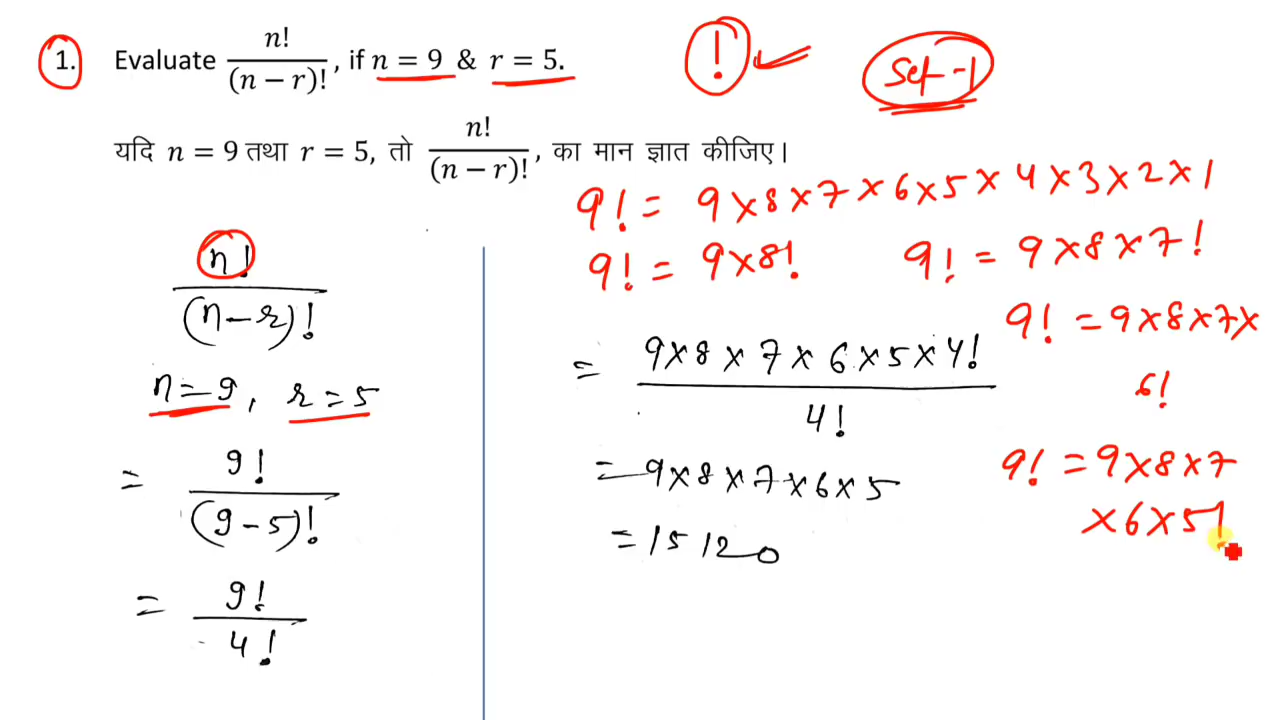 1. Evaluate n!/(n − r)!, if n = 9 & r = 5.
!
Set -1
यदि n = 9 तथा r = 5, तो n!/(n − r)!, का मान ज्ञात कीजिए।
9! = 9×8×7×6×5×4×3×2×1
9! = 9×8!
9! = 9×8×7!
9! = 9×8×7×
6!
9! = 9×8×7
×6×5!
n!
(n-r)!
n=9, r=5
= 9!
(9-5)!
= 9!
4!
= 9×8×7×6×5×4!
4!
= 9×8×7×6×5
= 15120